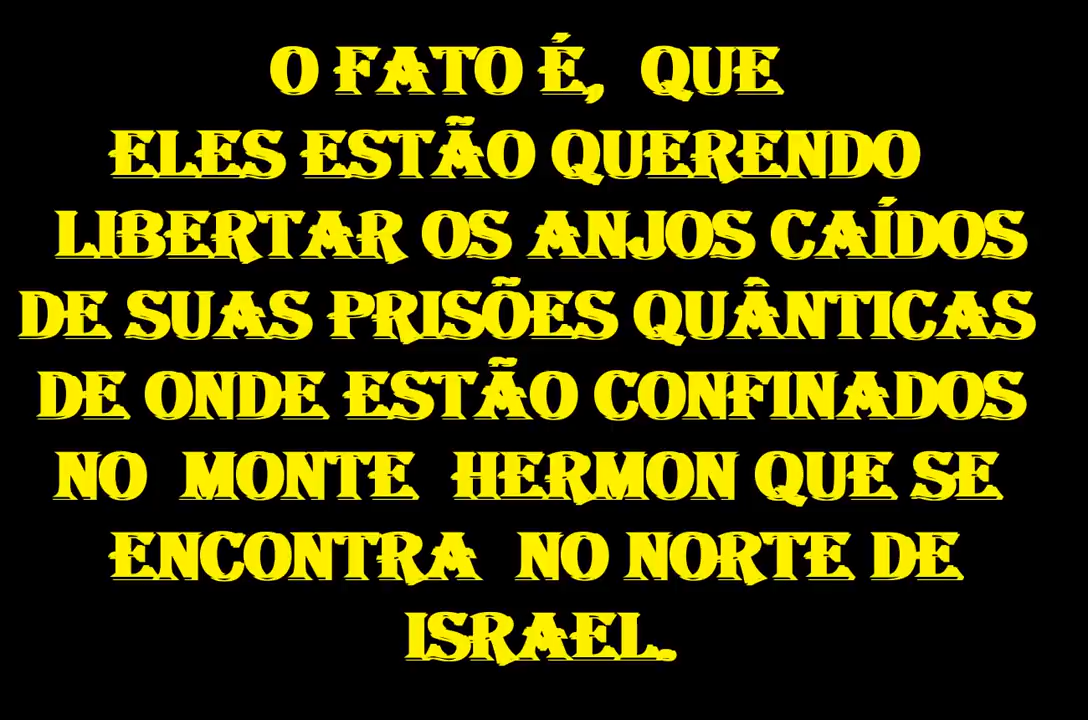 O FATO É, QUE
ELES ESTÃO QUERENDO
LIBERTAR OS ANJOS CAÍDOS
DE SUAS PRISÕES QUÂNTICAS
DE ONDE ESTÃO CONFINADOS
NO MONTE HERMON QUE SE
ENCONTRA NO NORTE DE
ISRAEL.